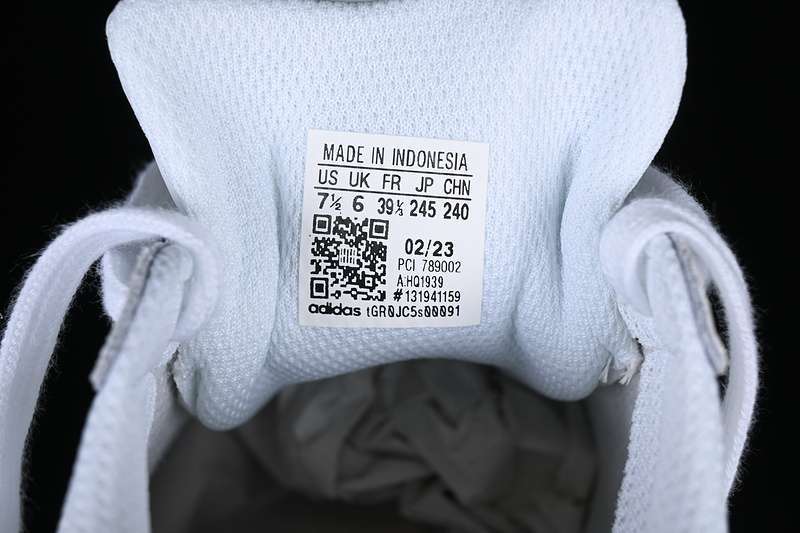 MADE IN INDONESIA
US UK FR JP CHN
7½ 6 39⅓ 245 240
02/23
PCI 789002
A:HQ1939
#131941159
adidas tGR0JC5s00091